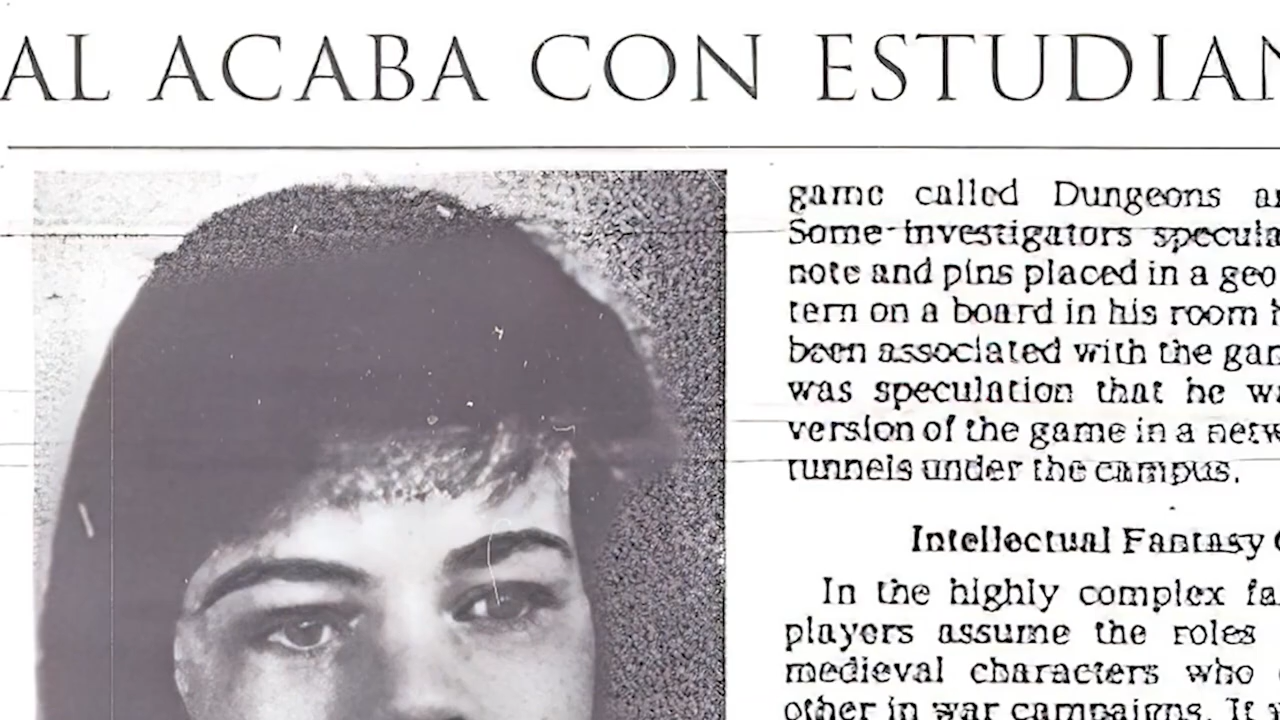 AL ACABA CON ESTUDIAN
game called Dungeons an
Some investigators specula
note and pins placed in a geo
tern on a board in his room h
been associated with the gam
was speculation that he wa
version of the game in a netw
tunnels under the campus.
Intellectual Fantasy G
In the highly complex fa
players assume the roles
medieval characters who
other in war campaigns. It